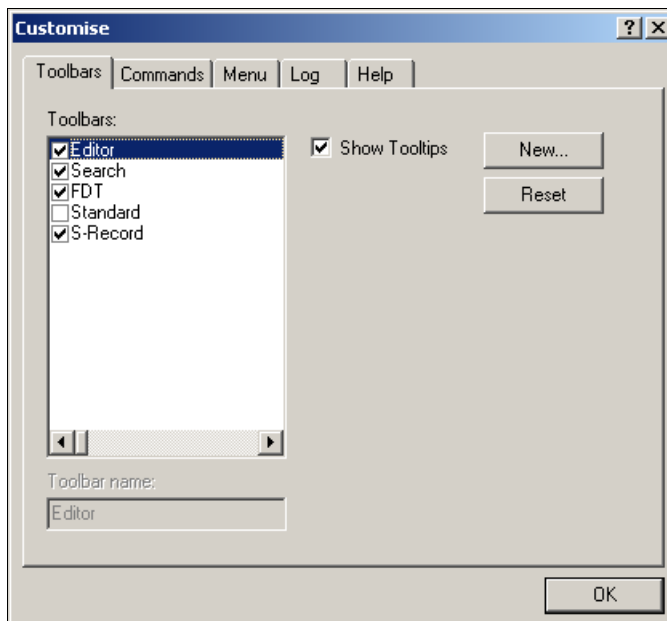 Customise
Toolbars Commands Menu Log Help
Toolbars:
Editor
Search
FDT
Standard
S-Record
Show Tooltips
New...
Reset
Toolbar name:
Editor
OK